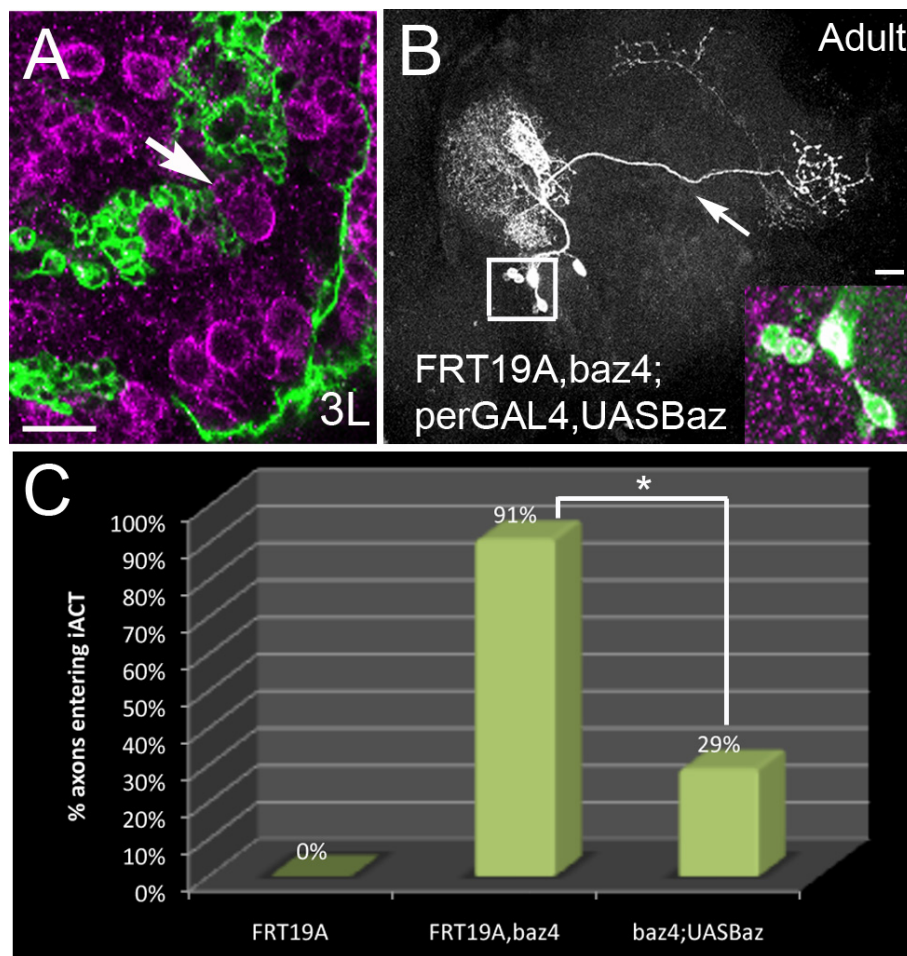 A
3L
B
Adult
FRT19A,baz4;
perGAL4,UASBaz
C
% axons entering iACT
100%
90%
80%
70%
60%
50%
40%
30%
20%
10%
0%
0%
91%
*
29%
FRT19A
FRT19A,baz4
baz4;UASBaz